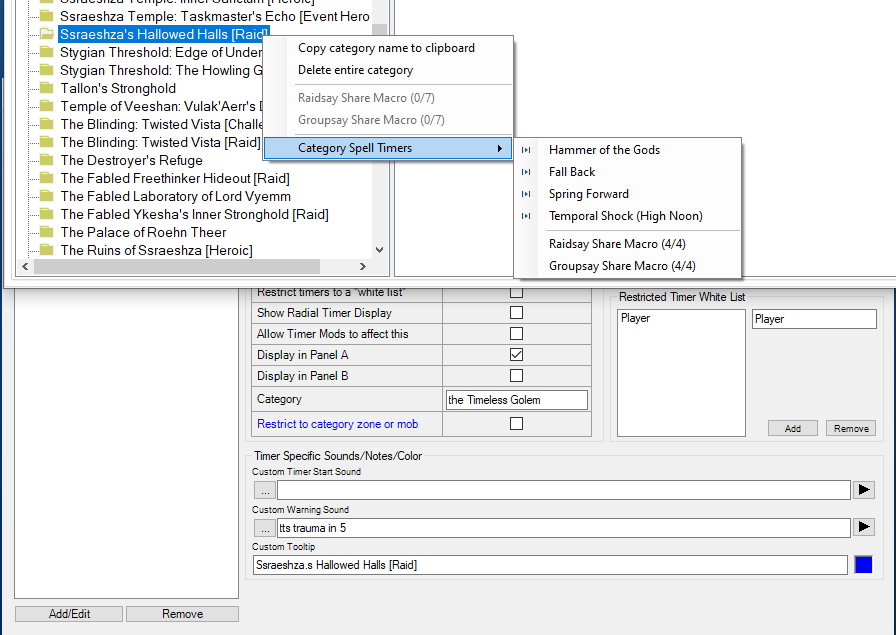 Ssraeshza Temple: Inner Sanctum [Heroic]
Ssraeshza Temple: Taskmaster's Echo [Event Hero
Ssraeshza's Hallowed Halls [Raid]
Stygian Threshold: Edge of Under
Stygian Threshold: The Howling G
Tallon's Stronghold
Temple of Veeshan: Vulak'Aerr's D
The Blinding: Twisted Vista [Challe
The Blinding: Twisted Vista [Raid]
The Destroyer's Refuge
The Fabled Freethinker Hideout [Raid]
The Fabled Laboratory of Lord Vyemm
The Fabled Ykesha's Inner Stronghold [Raid]
The Palace of Roehn Theer
The Ruins of Ssraeshza [Heroic]
Copy category name to clipboard
Delete entire category
Raidsay Share Macro (0/7)
Groupsay Share Macro (0/7)
Category Spell Timers
Hammer of the Gods
Fall Back
Spring Forward
Temporal Shock (High Noon)
Raidsay Share Macro (4/4)
Groupsay Share Macro (4/4)
Restrict timers to a "white list"
Show Radial Timer Display
Allow Timer Mods to affect this
Display in Panel A
Display in Panel B
Category
the Timeless Golem
Restrict to category zone or mob
Restricted Timer White List
Player
Player
Add
Remove
Timer Specific Sounds/Notes/Color
Custom Timer Start Sound
...
Custom Warning Sound
...
tts trauma in 5
Custom Tooltip
Ssraeshza.s Hallowed Halls [Raid]
Add/Edit
Remove